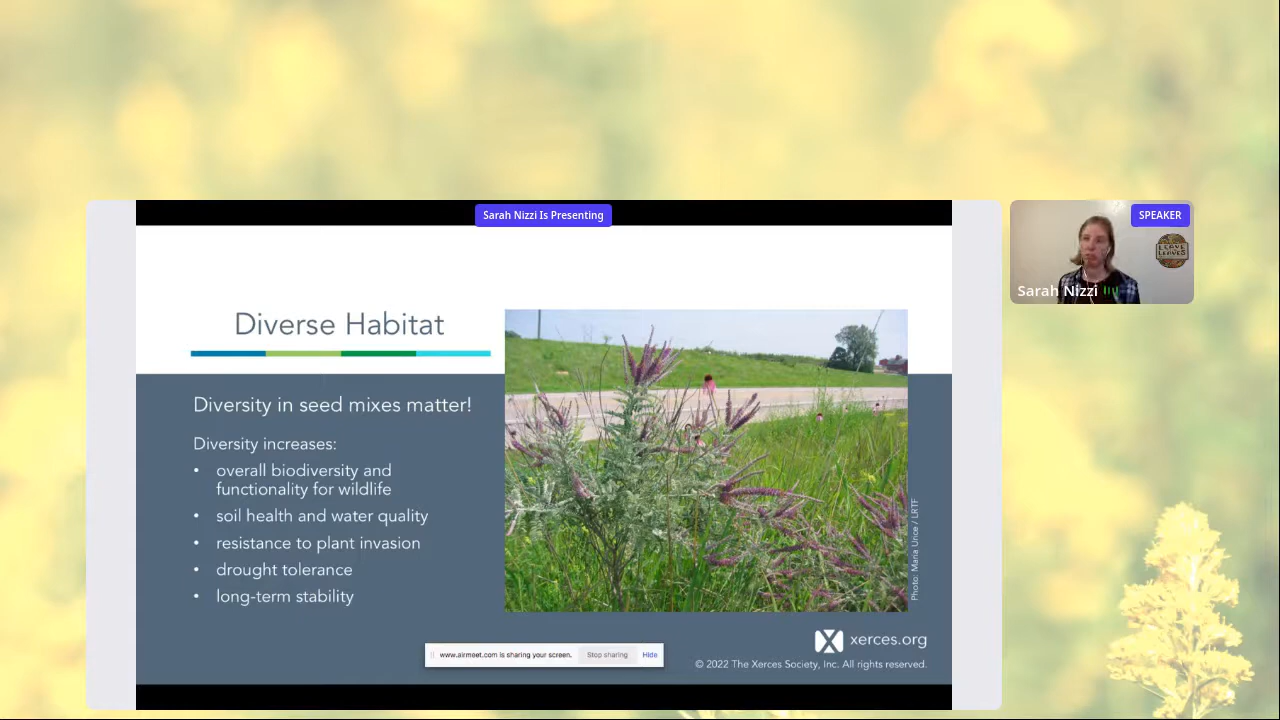 Sarah Nizzi Is Presenting
SPEAKER
LEAVE
LEAVES
Sarah Nizzi
Diverse Habitat
Diversity in seed mixes matter!
Diversity increases:
• overall biodiversity and
functionality for wildlife
• soil health and water quality
• resistance to plant invasion
• drought tolerance
• long-term stability
Photo: Maria Urice / LRTF
www.airmeet.com is sharing your screen.
Stop sharing
Hide
xerces.org
© 2022 The Xerces Society, Inc. All rights reserved.